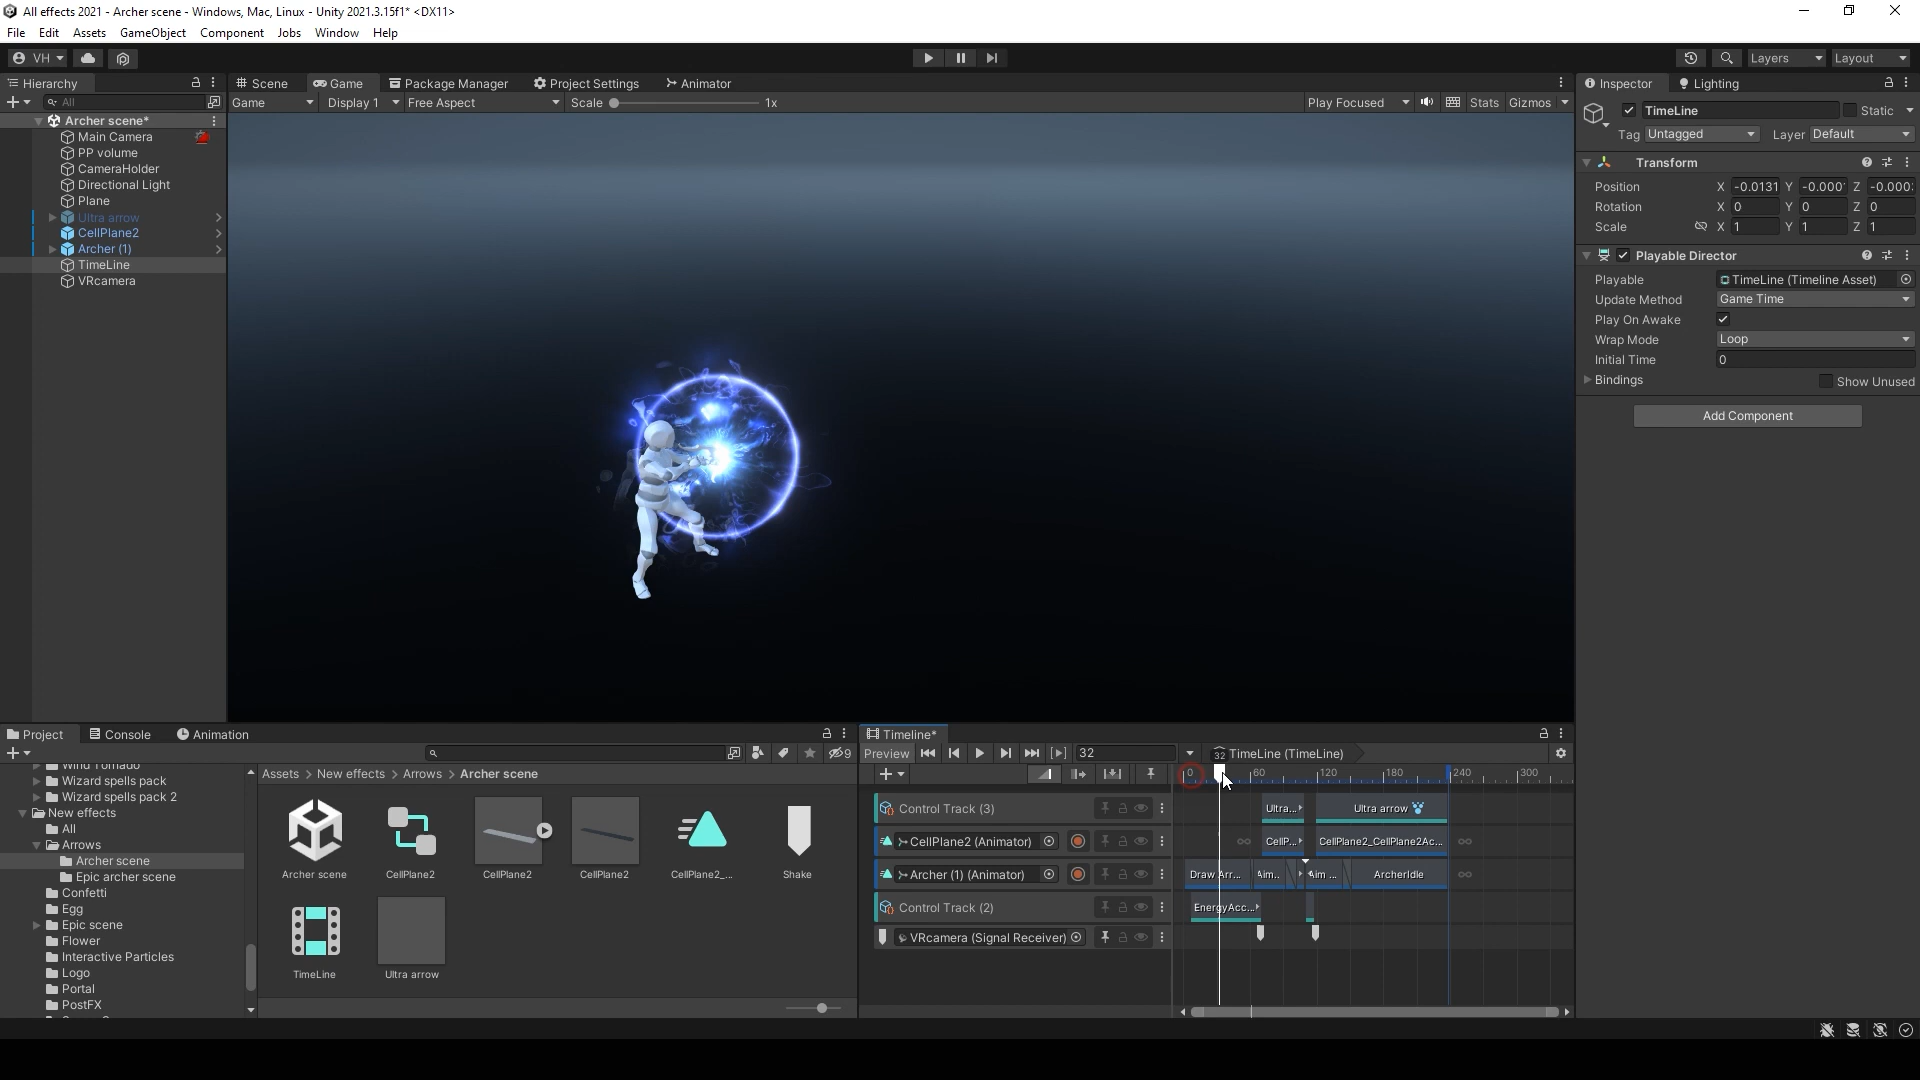 All effects 2021 - Archer scene - Windows, Mac, Linux - Unity 2021.3.15f1* <DX11>
File Edit Assets GameObject Component Jobs Window Help
VH Layers Layout
Hierarchy Scene Game Package Manager Project Settings Animator Inspector Lighting
All Game Display 1 Free Aspect Scale 1x Play Focused Stats Gizmos
TimeLine Static
Tag Untagged Layer Default
Archer scene*
Main Camera
PP volume
CameraHolder
Directional Light
Plane
Ultra arrow
CellPlane2
Archer (1)
TimeLine
VRcamera
Transform
Position X -0.0131 Y -0.000 Z -0.000
Rotation X 0 Y 0 Z 0
Scale X 1 Y 1 Z 1
Playable Director
Playable TimeLine (Timeline Asset)
Update Method Game Time
Play On Awake
Wrap Mode Loop
Initial Time 0
Bindings Show Unused
Add Component
Project Console Animation
9
Wizard spells pack
Wizard spells pack 2
New effects
All
Arrows
Archer scene
Epic archer scene
Confetti
Egg
Epic scene
Flower
Interactive Particles
Logo
Portal
PostFX
Assets > New effects > Arrows > Archer scene
Archer scene CellPlane2 CellPlane2 CellPlane2 CellPlane2_... Shake
TimeLine Ultra arrow
Timeline*
Preview 32 32 TimeLine (TimeLine)
0 60 120 180 240 300
Control Track (3) Ultra... Ultra arrow
CellPlane2 (Animator) CellP... CellPlane2_CellPlane2Ac...
Archer (1) (Animator) Draw Arr... Aim.. Aim ... ArcherIdle
Control Track (2) EnergyAcc...
VRcamera (Signal Receiver)